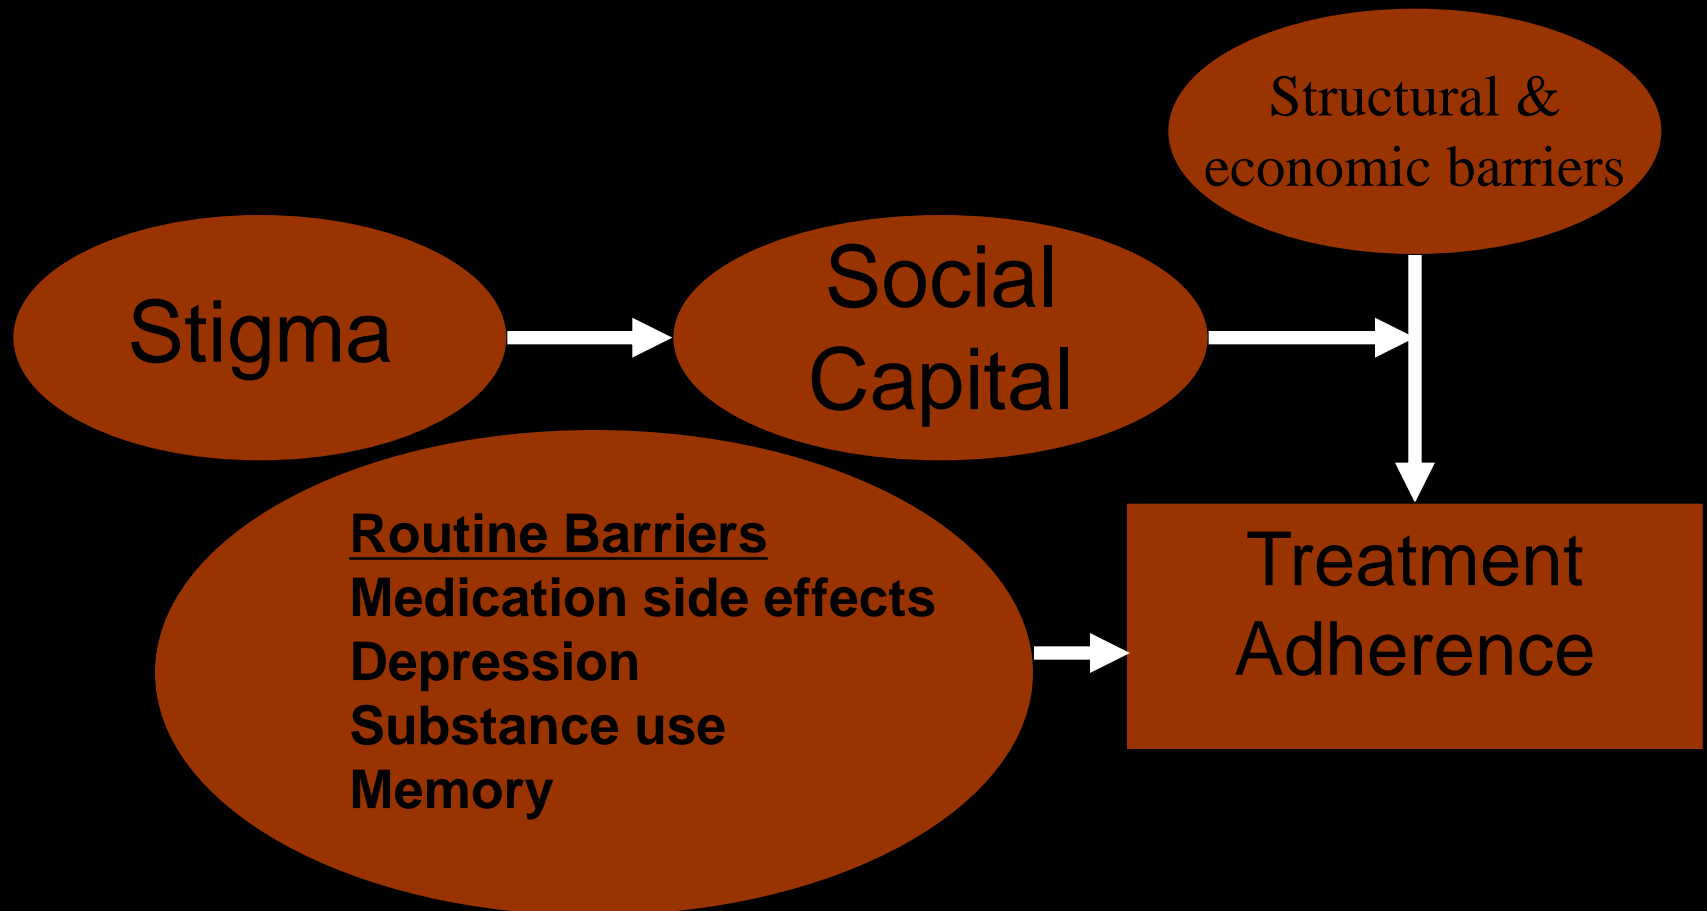 Structural &
economic barriers
Stigma
Social
Capital
Routine Barriers
Medication side effects
Depression
Substance use
Memory
Treatment
Adherence